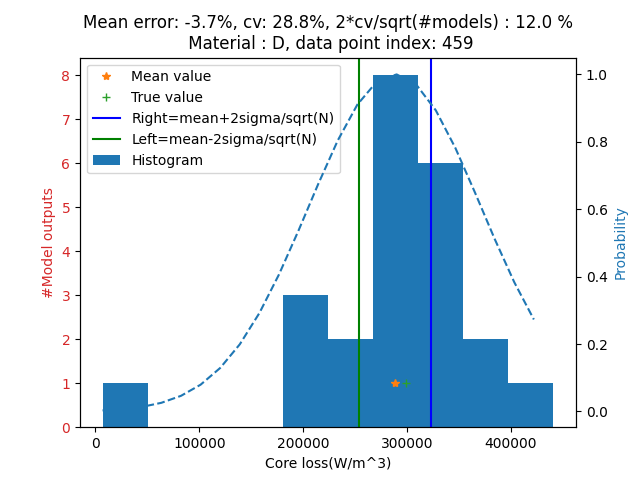 Mean error: -3.7%, cv: 28.8%, 2*cv/sqrt(#models) : 12.0 %
Material : D, data point index: 459
Mean value
True value
Right=mean+2sigma/sqrt(N)
Left=mean-2sigma/sqrt(N)
Histogram
#Model outputs
8
7
6
5
4
3
2
1
0
1.0
0.8
0.6
0.4
0.2
0.0
Probability
0
100000
200000
300000
400000
Core loss(W/m^3)